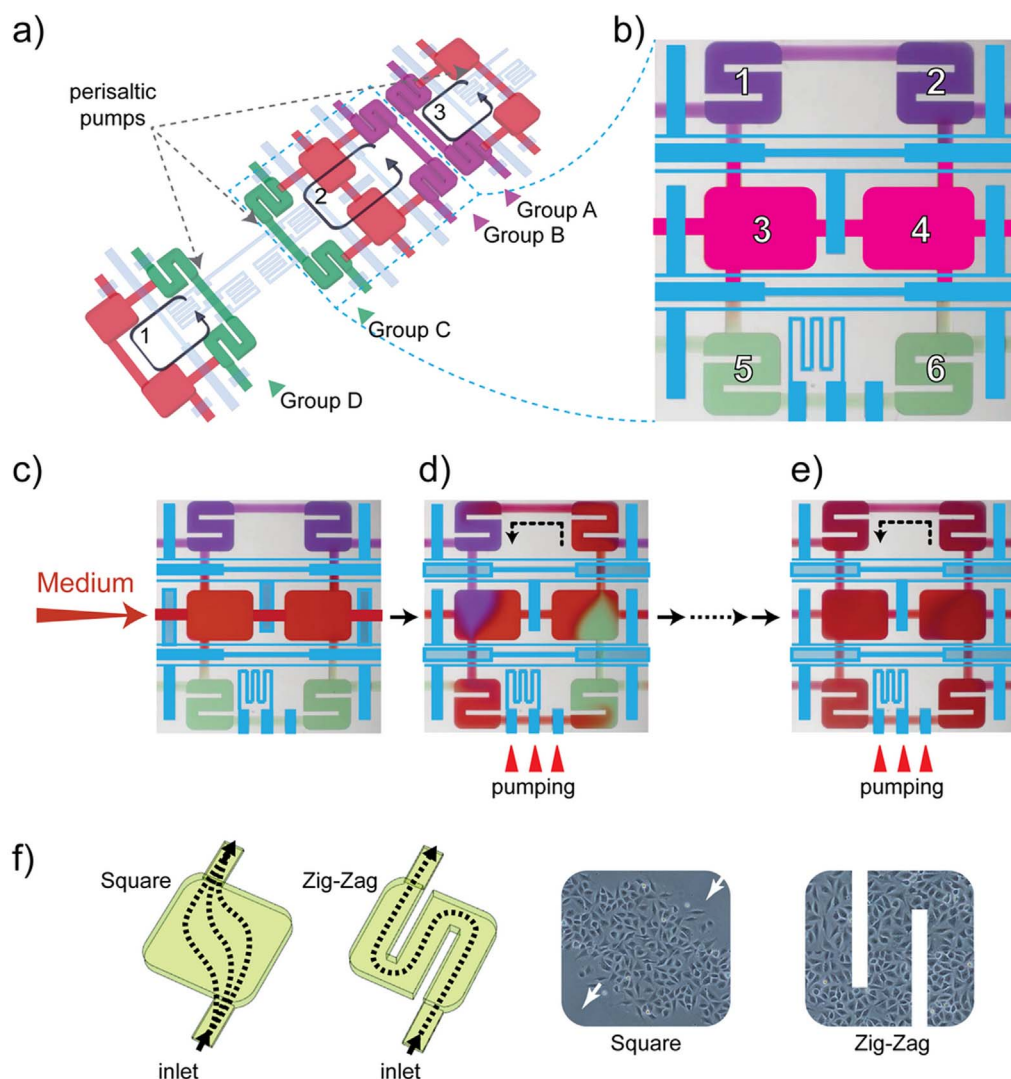 a)
b)
perisaltic
pumps
3
2
1
Group A
Group B
Group C
Group D
1
2
3
4
5
6
c)
d)
e)
Medium
pumping
pumping
f)
Square
Zig-Zag
inlet
inlet
Square
Zig-Zag